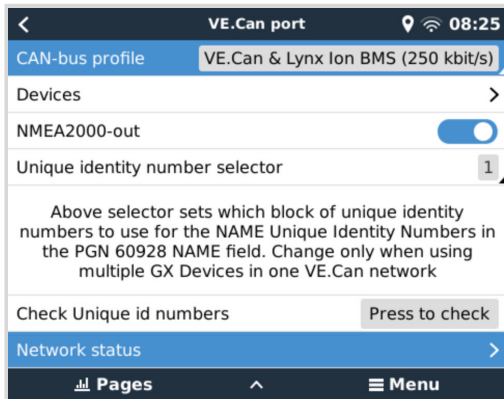 VE.Can port 08:25
CAN-bus profile VE.Can & Lynx Ion BMS (250 kbit/s)
Devices
NMEA2000-out
Unique identity number selector 1
Above selector sets which block of unique identity
numbers to use for the NAME Unique Identity Numbers in
the PGN 60928 NAME field. Change only when using
multiple GX Devices in one VE.Can network
Check Unique id numbers Press to check
Network status
Pages Menu